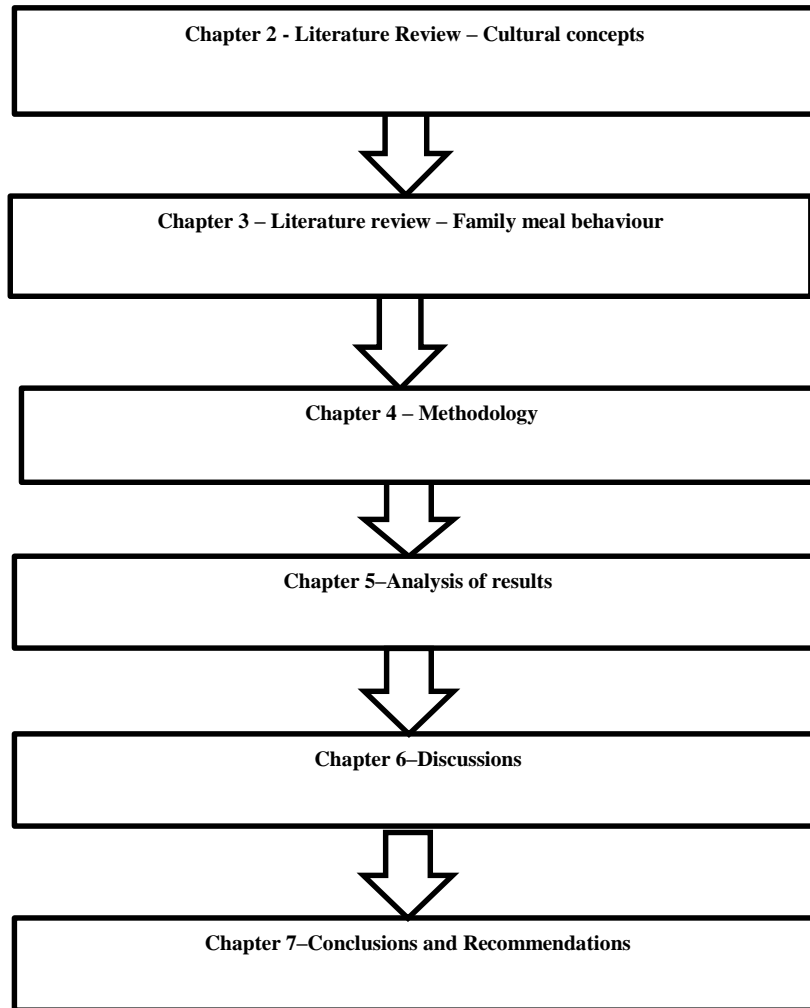 Chapter 2 - Literature Review – Cultural concepts
Chapter 3 – Literature review – Family meal behaviour
Chapter 4 – Methodology
Chapter 5–Analysis of results
Chapter 6–Discussions
Chapter 7–Conclusions and Recommendations